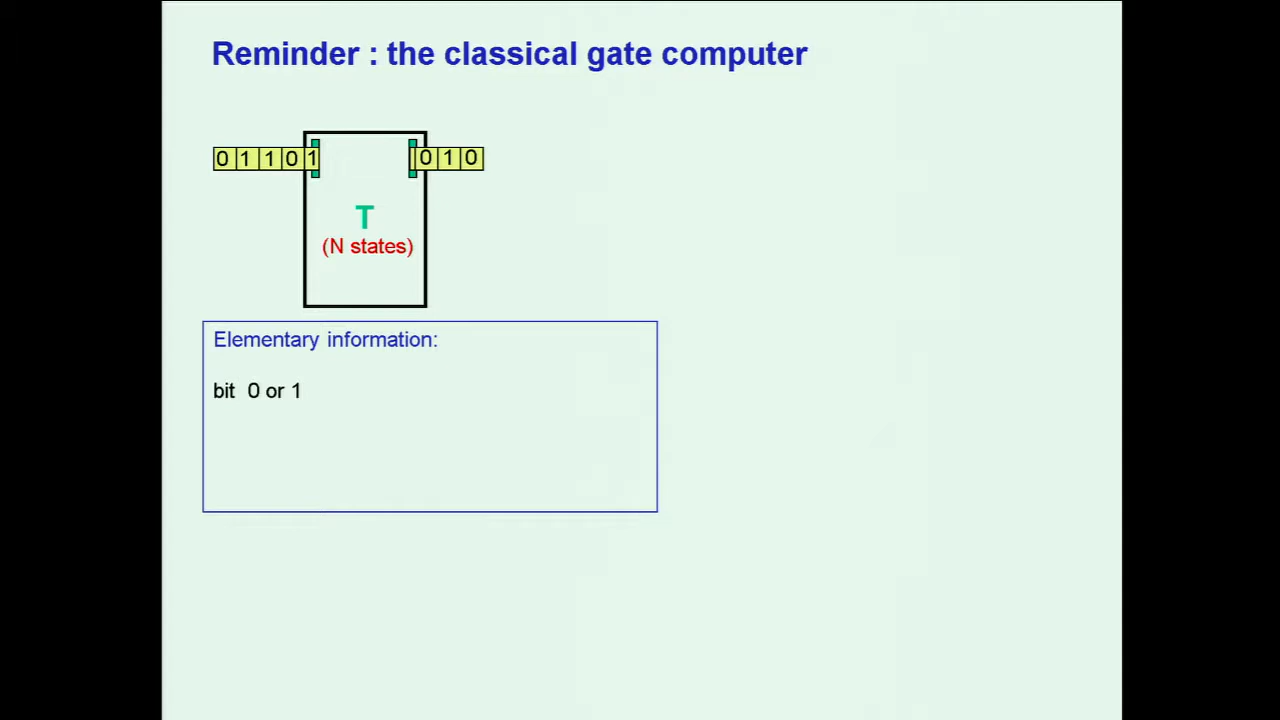 Reminder : the classical gate computer
0 1 1 0 1 0 1 0
T
(N states)
Elementary information:
bit 0 or 1